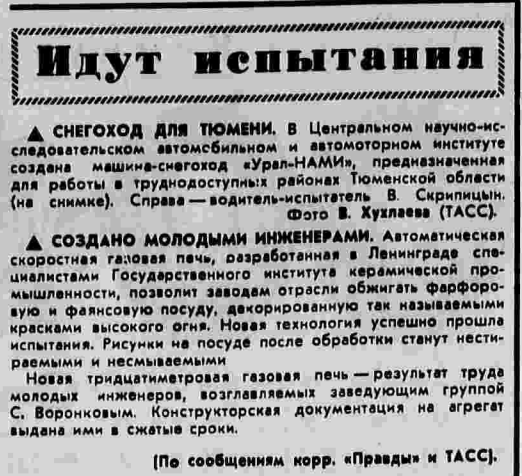 Идут испытания
▲ СНЕГОХОД ДЛЯ ТЮМЕНИ. В Центральном научно-ис-
следовательском автомобильном и автомоторном институте
создана машина-снегоход «Урал-НАМИ», предназначенная
для работы в труднодоступных районах Тюменской области
(на снимке). Справа — водитель-испытатель В. Скрипицын.
Фото В. Хухлаева (ТАСС).
▲ СОЗДАНО МОЛОДЫМИ ИНЖЕНЕРАМИ. Автоматическая
скоростная газовая печь, разработанная в Ленинграде спе-
циалистами Государственного института керамической про-
мышленности, позволит заводам отрасли обжигать фарфоро-
вую и фаянсовую посуду, декорированную так называемыми
красками высокого огня. Новая технология успешно прошла
испытания. Рисунки на посуде после обработки станут нести-
раемыми и несмываемыми
Новая тридцатиметровая газовая печь — результат труда
молодых инженеров, возглавляемых заведующим группой
С. Воронковым. Конструкторская документация на агрегат
выдана ими в сжатые сроки.
(По сообщениям корр. «Правды» и ТАСС).